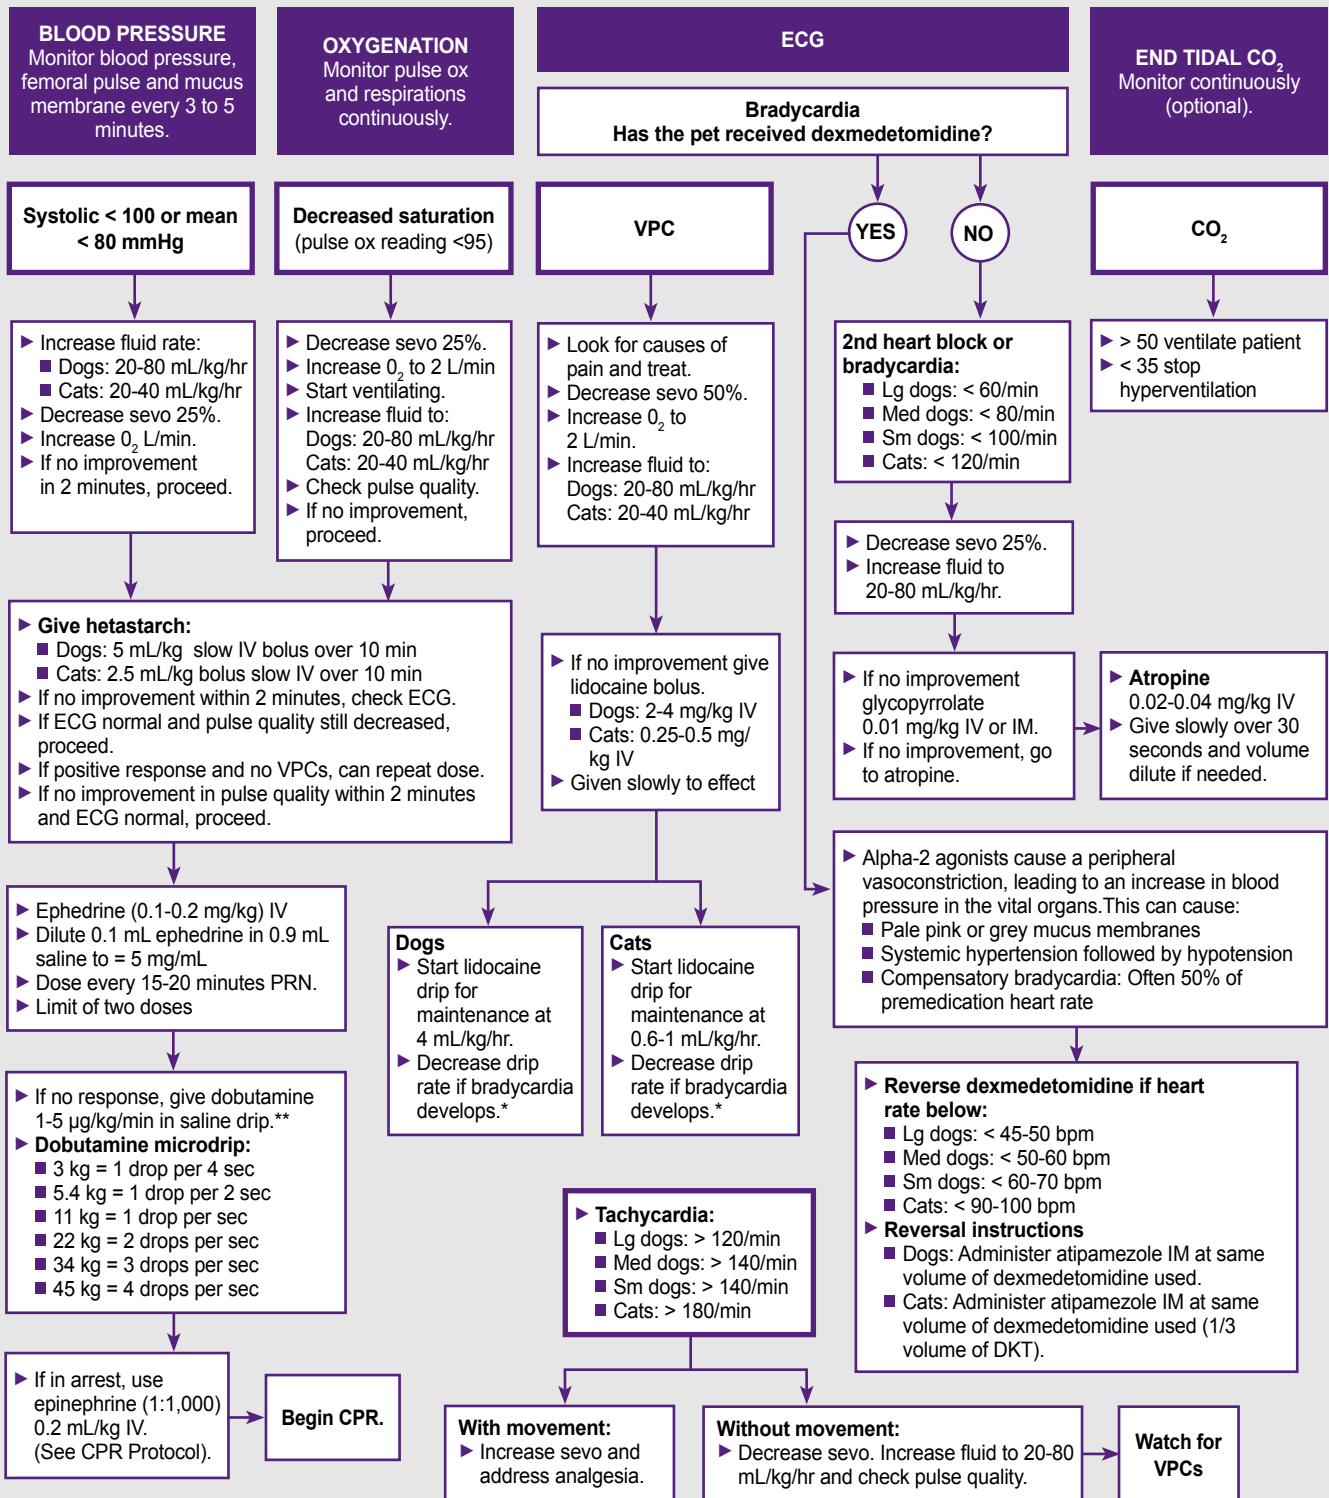 BLOOD PRESSURE
Monitor blood pressure,
femoral pulse and mucus
membrane every 3 to 5
minutes.
OXYGENATION
Monitor pulse ox
and respirations
continuously.
ECG
Bradycardia
Has the pet received dexmedetomidine?
END TIDAL CO₂
Monitor continuously
(optional).
Systolic < 100 or mean
< 80 mmHg
Decreased saturation
(pulse ox reading <95)
VPC
YES
NO
CO₂
► Increase fluid rate:
■ Dogs: 20-80 mL/kg/hr
■ Cats: 20-40 mL/kg/hr
► Decrease sevo 25%.
► Increase 0₂ L/min.
► If no improvement
in 2 minutes, proceed.
► Decrease sevo 25%.
► Increase 0₂ to 2 L/min
► Start ventilating.
► Increase fluid to:
Dogs: 20-80 mL/kg/hr
Cats: 20-40 mL/kg/hr
► Check pulse quality.
► If no improvement,
proceed.
► Look for causes of
pain and treat.
► Decrease sevo 50%.
► Increase 0₂ to
2 L/min.
► Increase fluid to:
Dogs: 20-80 mL/kg/hr
Cats: 20-40 mL/kg/hr
2nd heart block or
bradycardia:
■ Lg dogs: < 60/min
■ Med dogs: < 80/min
■ Sm dogs: < 100/min
■ Cats: < 120/min
► > 50 ventilate patient
► < 35 stop
hyperventilation
► Decrease sevo 25%.
► Increase fluid to
20-80 mL/kg/hr.
► Give hetastarch:
■ Dogs: 5 mL/kg slow IV bolus over 10 min
■ Cats: 2.5 mL/kg bolus slow IV over 10 min
► If no improvement within 2 minutes, check ECG.
► If ECG normal and pulse quality still decreased,
proceed.
► If positive response and no VPCs, can repeat dose.
► If no improvement in pulse quality within 2 minutes
and ECG normal, proceed.
► If no improvement give
lidocaine bolus.
■ Dogs: 2-4 mg/kg IV
■ Cats: 0.25-0.5 mg/
kg IV
► Given slowly to effect
► If no improvement
glycopyrrolate
0.01 mg/kg IV or IM.
► If no improvement, go
to atropine.
► Atropine
0.02-0.04 mg/kg IV
► Give slowly over 30
seconds and volume
dilute if needed.
► Alpha-2 agonists cause a peripheral
vasoconstriction, leading to an increase in blood
pressure in the vital organs.This can cause:
■ Pale pink or grey mucus membranes
■ Systemic hypertension followed by hypotension
■ Compensatory bradycardia: Often 50% of
premedication heart rate
► Ephedrine (0.1-0.2 mg/kg) IV
► Dilute 0.1 mL ephedrine in 0.9 mL
saline to = 5 mg/mL
► Dose every 15-20 minutes PRN.
► Limit of two doses
Dogs
► Start lidocaine
drip for
maintenance at
4 mL/kg/hr.
► Decrease drip
rate if bradycardia
develops.*
Cats
► Start lidocaine
drip for
maintenance at
0.6-1 mL/kg/hr.
► Decrease drip
rate if bradycardia
develops.*
► If no response, give dobutamine
1-5 µg/kg/min in saline drip.**
► Dobutamine microdrip:
■ 3 kg = 1 drop per 4 sec
■ 5.4 kg = 1 drop per 2 sec
■ 11 kg = 1 drop per sec
■ 22 kg = 2 drops per sec
■ 34 kg = 3 drops per sec
■ 45 kg = 4 drops per sec
► Reverse dexmedetomidine if heart
rate below:
■ Lg dogs: < 45-50 bpm
■ Med dogs: < 50-60 bpm
■ Sm dogs: < 60-70 bpm
■ Cats: < 90-100 bpm
► Reversal instructions
■ Dogs: Administer atipamezole IM at same
volume of dexmedetomidine used.
■ Cats: Administer atipamezole IM at same
volume of dexmedetomidine used (1/3
volume of DKT).
► Tachycardia:
■ Lg dogs: > 120/min
■ Med dogs: > 140/min
■ Sm dogs: > 140/min
■ Cats: > 180/min
► If in arrest, use
epinephrine (1:1,000)
0.2 mL/kg IV.
(See CPR Protocol).
Begin CPR.
With movement:
► Increase sevo and
address analgesia.
Without movement:
► Decrease sevo. Increase fluid to 20-80
mL/kg/hr and check pulse quality.
Watch for
VPCs